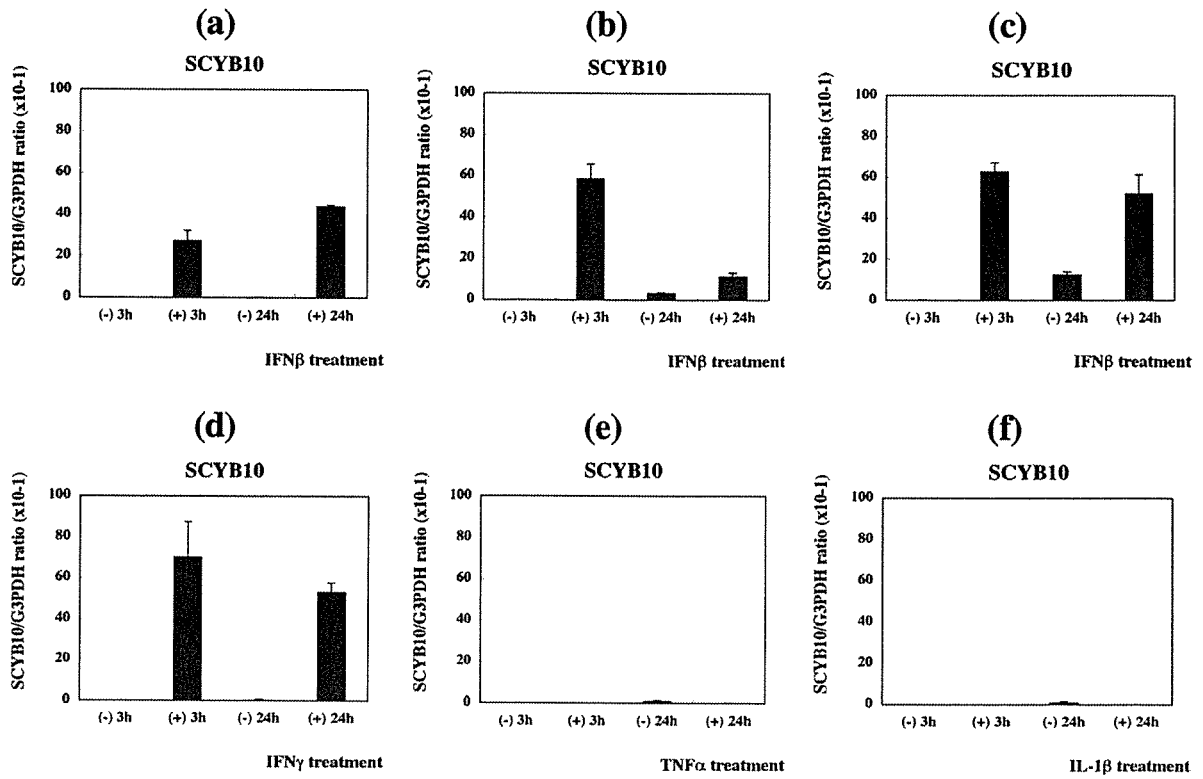 (a)
SCYB10
SCYB10/G3PDH ratio (x10-1)
100
80
60
40
20
0
(-) 3h (+) 3h (-) 24h (+) 24h
IFNβ treatment
(b)
SCYB10
SCYB10/G3PDH ratio (x10-1)
100
80
60
40
20
0
(-) 3h (+) 3h (-) 24h (+) 24h
IFNβ treatment
(c)
SCYB10
SCYB10/G3PDH ratio (x10-1)
100
80
60
40
20
0
(-) 3h (+) 3h (-) 24h (+) 24h
IFNβ treatment
(d)
SCYB10
SCYB10/G3PDH ratio (x10-1)
100
80
60
40
20
0
(-) 3h (+) 3h (-) 24h (+) 24h
IFNγ treatment
(e)
SCYB10
SCYB10/G3PDH ratio (x10-1)
100
80
60
40
20
0
(-) 3h (+) 3h (-) 24h (+) 24h
TNFα treatment
(f)
SCYB10
SCYB10/G3PDH ratio (x10-1)
100
80
60
40
20
0
(-) 3h (+) 3h (-) 24h (+) 24h
IL-1β treatment